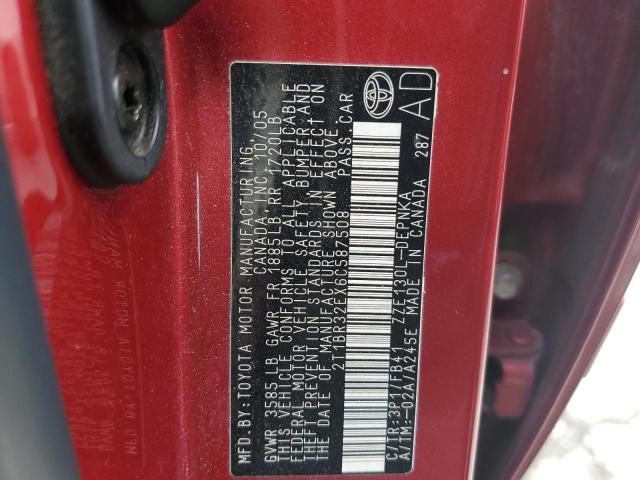 MFD.BY:TOYOTA MOTOR MANUFACTURING
CANADA, INC. 10/05
GVWR 3585LB GAWR FR 1885LB RR 1720LB
THIS VEHICLE CONFORMS TO ALL APPLICABLE
FEDERAL MOTOR VEHICLE SAFETY, BUMPER AND
THEFT PREVENTION STANDARDS IN EFFECT ON
THE DATE OF MANUFACTURE SHOWN ABOVE.
2T1BR32EX6C587508 PASS.CAR
C/TR:3P1/FB41 ZZE130L-DEPNKA
A/TM:-02A/A245E MADE IN CANADA 287
AD